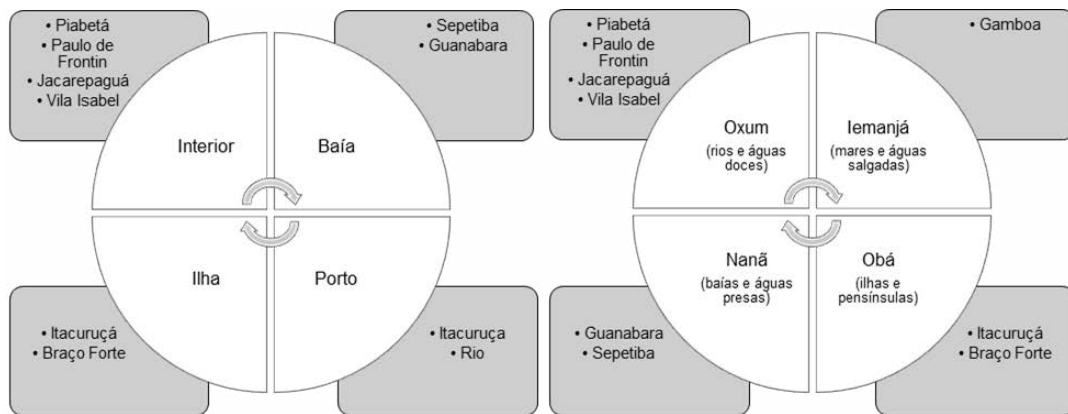 • Piabetá
• Paulo de
Frontin
• Jacarepaguá
• Vila Isabel
• Sepetiba
• Guanabara
Interior
Baía
Ilha
Porto
• Itacuruçá
• Braço Forte
• Itacuruça
• Rio
• Piabetá
• Paulo de
Frontin
• Jacarepaguá
• Vila Isabel
• Gamboa
Oxum
(rios e águas
doces)
Iemanjá
(mares e águas
salgadas)
Nanã
(baías e águas
presas)
Obá
(ilhas e
pensínsulas)
• Guanabara
• Sepetiba
• Itacuruçá
• Braço Forte